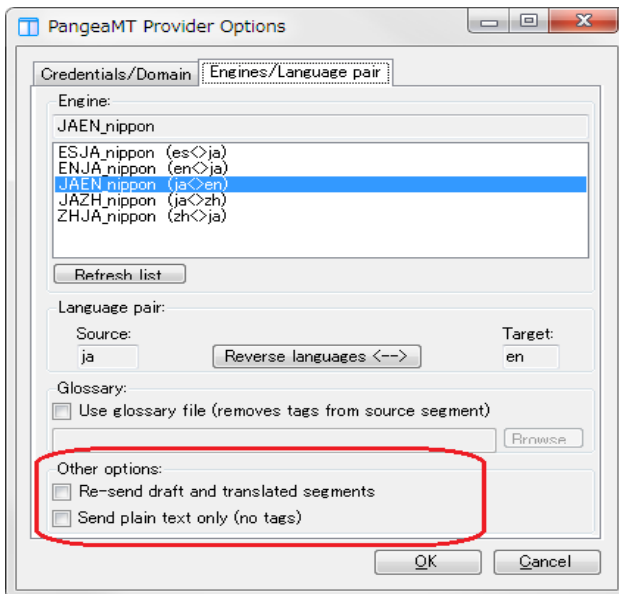 PangeaMT Provider Options
Credentials/Domain Engines/Language pair
Engine:
JAEN_nippon
ESJA_nippon (es<>ja)
ENJA_nippon (en<>ja)
JAEN_nippon (ja<>en)
JAZH_nippon (ja<>zh)
ZHJA_nippon (zh<>ja)
Refresh list
Language pair:
Source: Target:
ja Reverse languages <--> en
Glossary:
Use glossary file (removes tags from source segment)
Browse...
Other options:
Re-send draft and translated segments
Send plain text only (no tags)
OK Cancel